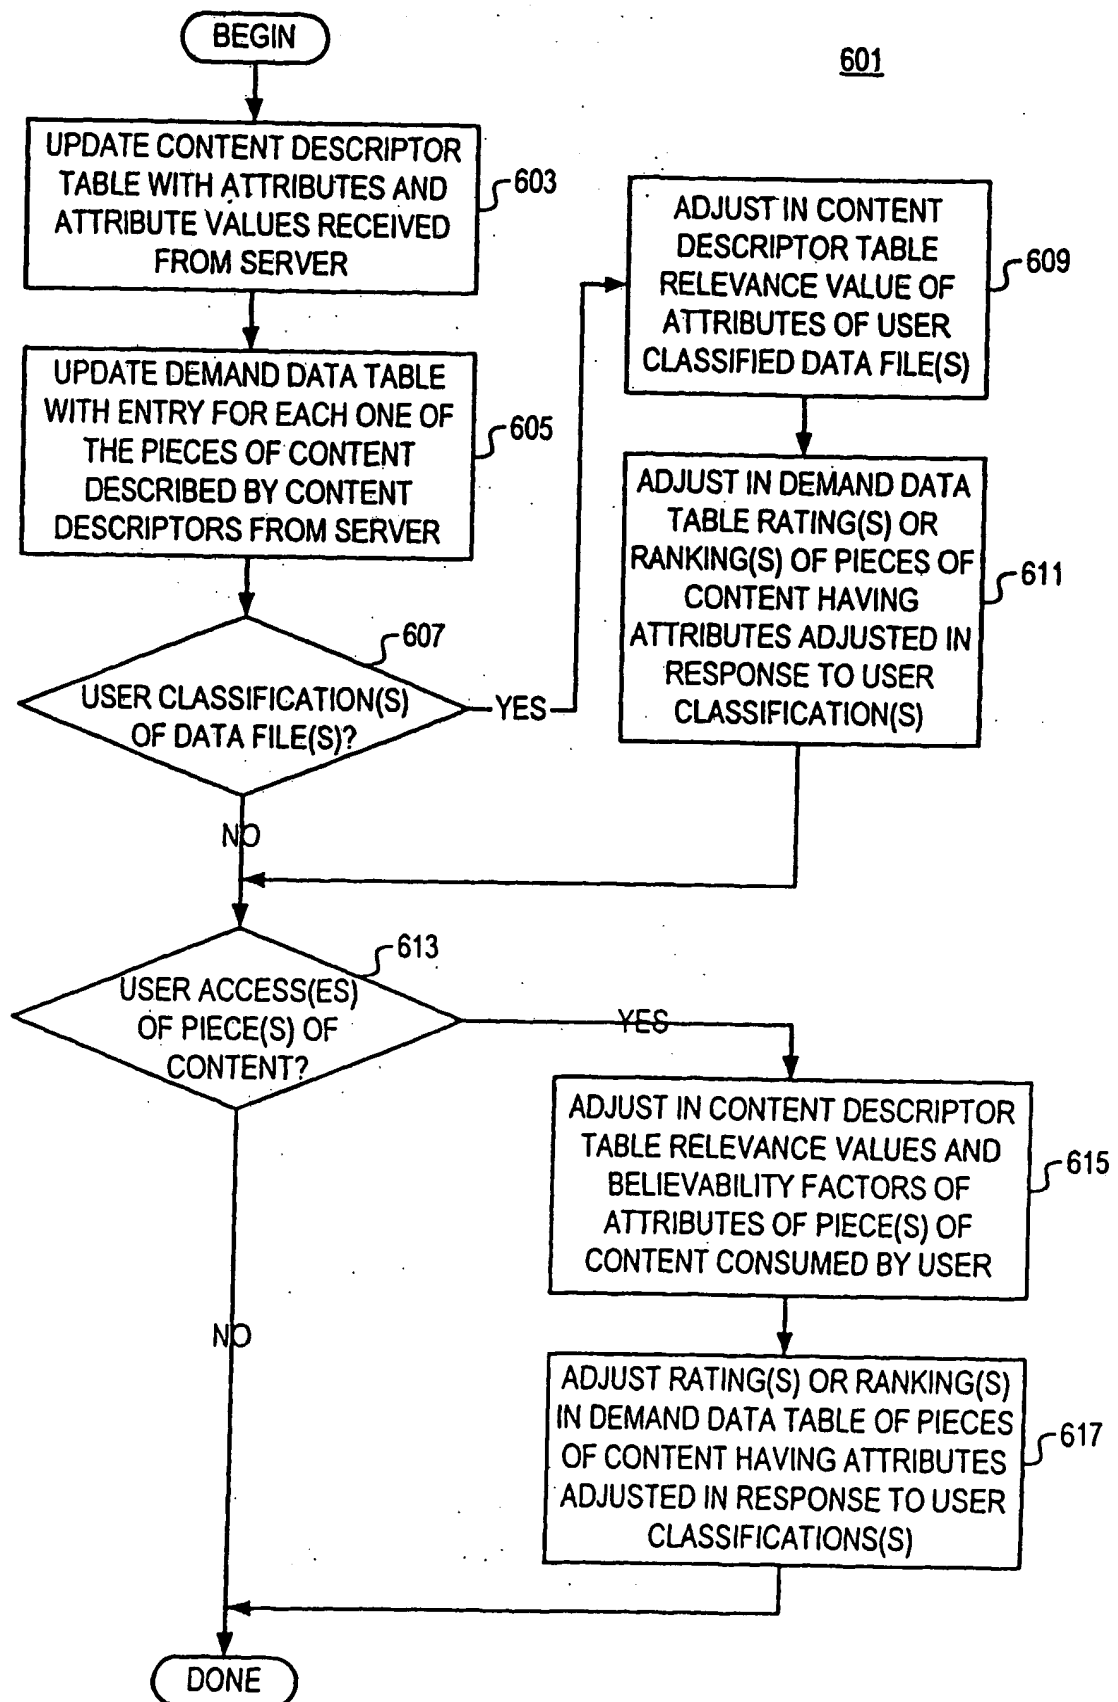 BEGIN
601
UPDATE CONTENT DESCRIPTOR
TABLE WITH ATTRIBUTES AND
ATTRIBUTE VALUES RECEIVED
FROM SERVER
603
UPDATE DEMAND DATA TABLE
WITH ENTRY FOR EACH ONE OF
THE PIECES OF CONTENT
DESCRIBED BY CONTENT
DESCRIPTORS FROM SERVER
605
607
USER CLASSIFICATION(S)
OF DATA FILE(S)?
YES
NO
ADJUST IN CONTENT
DESCRIPTOR TABLE
RELEVANCE VALUE OF
ATTRIBUTES OF USER
CLASSIFIED DATA FILE(S)
609
ADJUST IN DEMAND DATA
TABLE RATING(S) OR
RANKING(S) OF PIECES OF
CONTENT HAVING
ATTRIBUTES ADJUSTED IN
RESPONSE TO USER
CLASSIFICATION(S)
611
613
USER ACCESS(ES)
OF PIECE(S) OF
CONTENT?
YES
NO
ADJUST IN CONTENT DESCRIPTOR
TABLE RELEVANCE VALUES AND
BELIEVABILITY FACTORS OF
ATTRIBUTES OF PIECE(S) OF
CONTENT CONSUMED BY USER
615
ADJUST RATING(S) OR RANKING(S)
IN DEMAND DATA TABLE OF PIECES
OF CONTENT HAVING ATTRIBUTES
ADJUSTED IN RESPONSE TO USER
CLASSIFICATIONS(S)
617
DONE